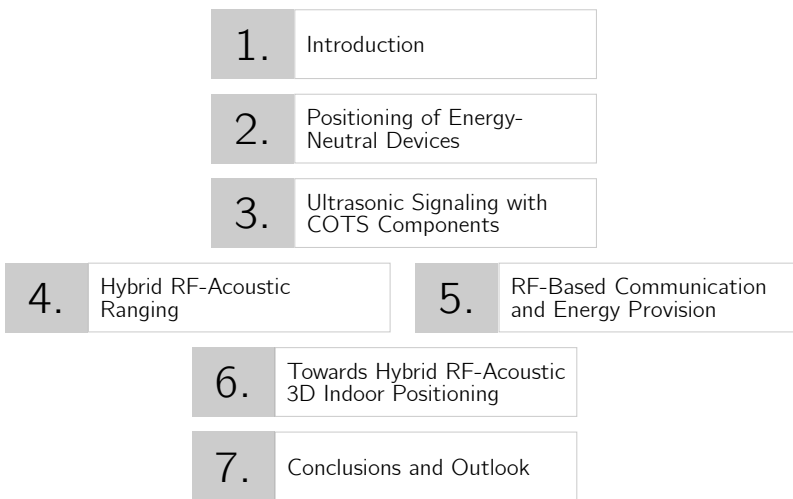 1. Introduction
2. Positioning of Energy-
Neutral Devices
3. Ultrasonic Signaling with
COTS Components
4. Hybrid RF-Acoustic
Ranging
5. RF-Based Communication
and Energy Provision
6. Towards Hybrid RF-Acoustic
3D Indoor Positioning
7. Conclusions and Outlook